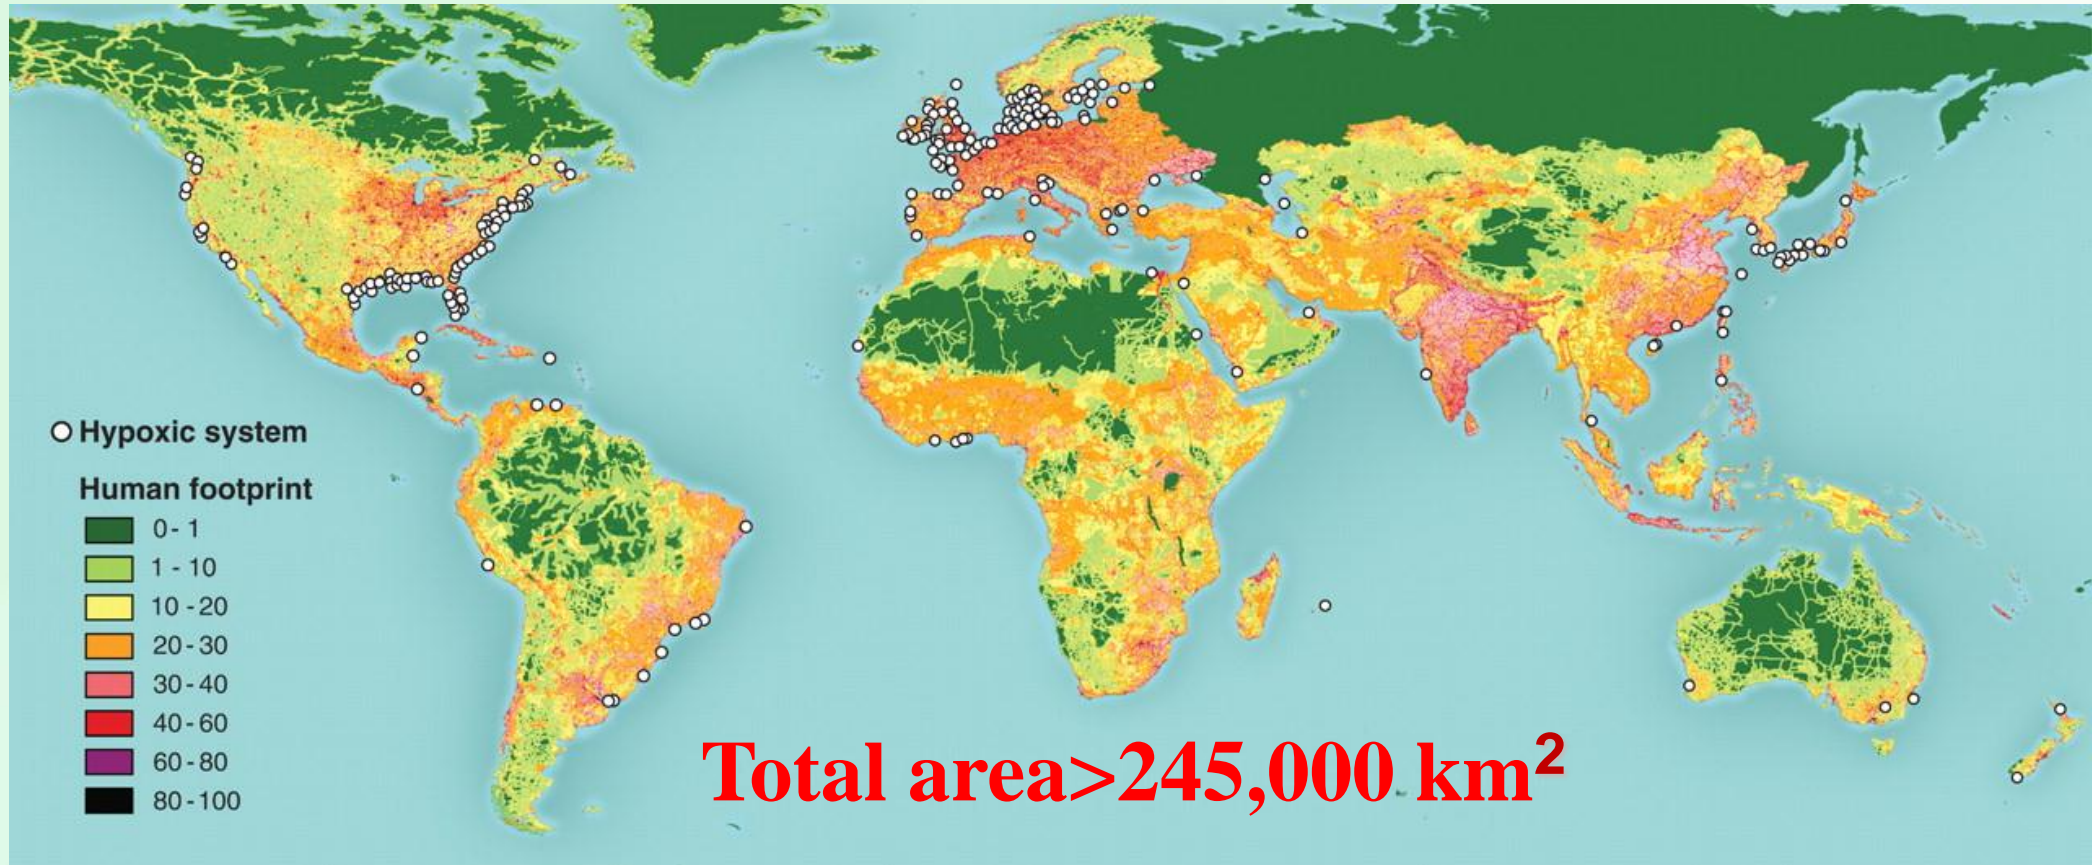 Hypoxic system
Human footprint
0 - 1
1 - 10
10 - 20
20 - 30
30 - 40
40 - 60
60 - 80
80 - 100
Total area>245,000 km²